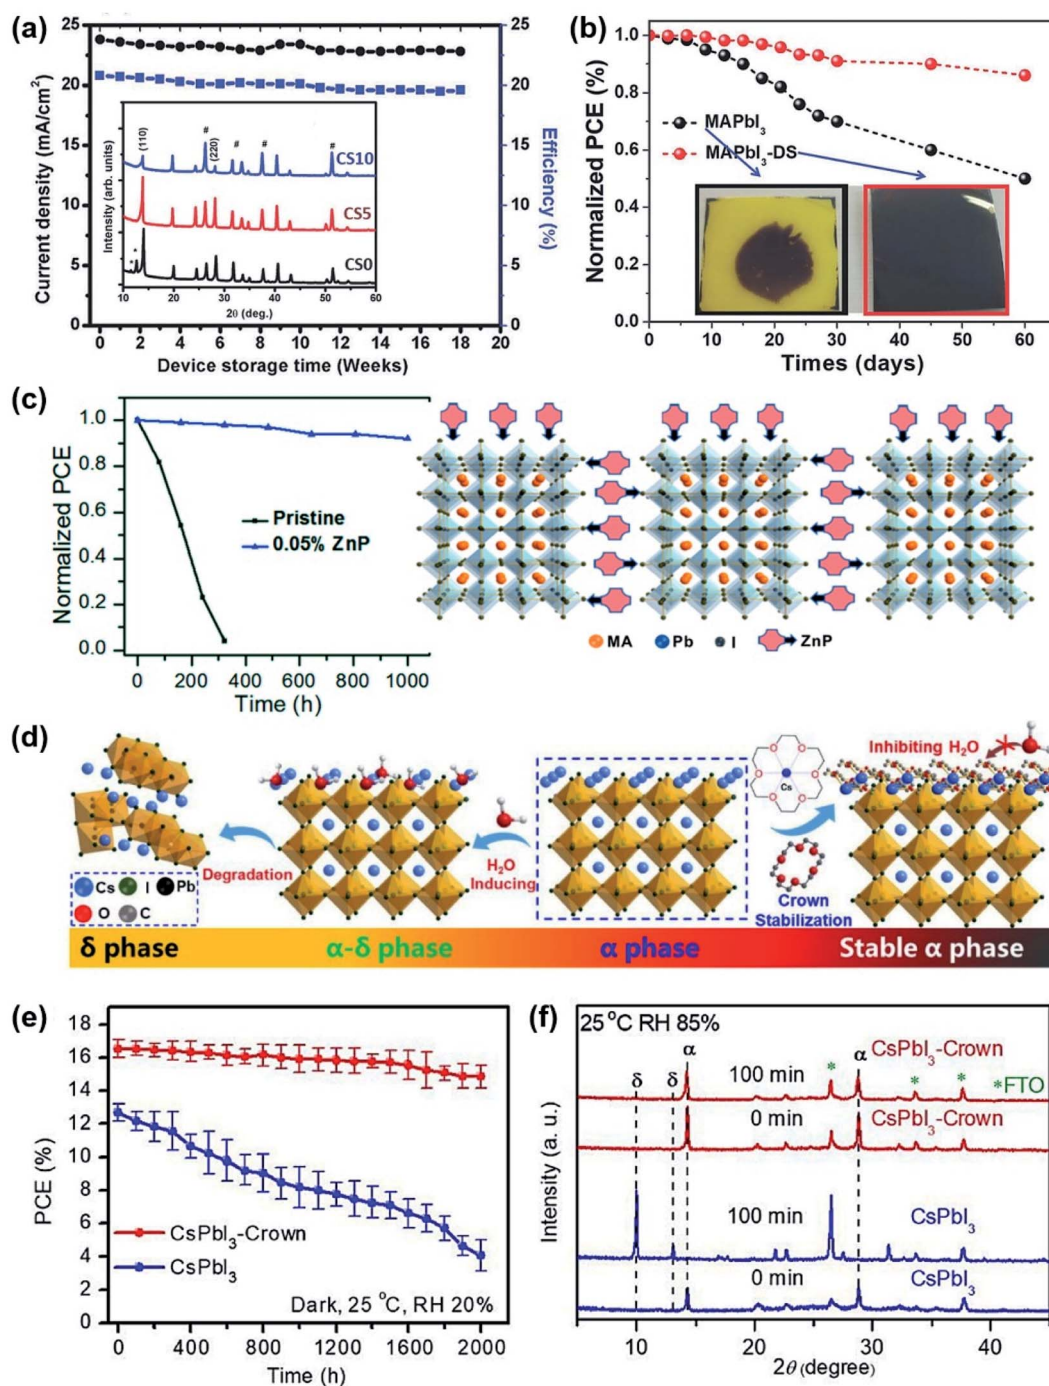 (a)
25
20
15
10
5
0
Current density (mA/cm²)
25
20
15
10
5
0
Efficiency (%)
0 2 4 6 8 10 12 14 16 18 20
Device storage time (Weeks)
Intensity (arb. units)
(110)
#
(220)
#
#
#
CS10
CS5
* *
CS0
10 20 30 40 50 60
2θ (deg.)
(b)
1.0
0.8
0.6
0.4
0.2
0.0
Normalized PCE (%)
MAPbI₃
MAPbI₃-DS
0 10 20 30 40 50 60
Times (days)
(c)
1.0
0.8
0.6
0.4
0.2
0.0
Normalized PCE
Pristine
0.05% ZnP
0 200 400 600 800 1000
Time (h)
MA Pb I ZnP
(d)
Degradation
H₂O
Inducing
Cs
Crown
Stabilization
Inhibiting H₂O
O O O O O O
Cs I Pb
O C
δ phase α-δ phase α phase Stable α phase
(e)
18
16
14
12
10
8
6
4
2
0
PCE (%)
CsPbI₃-Crown
CsPbI₃
Dark, 25 °C, RH 20%
0 400 800 1200 1600 2000
Time (h)
(f)
25 °C RH 85%
Intensity (a. u.)
δ δ α * α * * *FTO
100 min CsPbI₃-Crown
0 min CsPbI₃-Crown
100 min CsPbI₃
0 min CsPbI₃
10 20 30 40
2θ (degree)